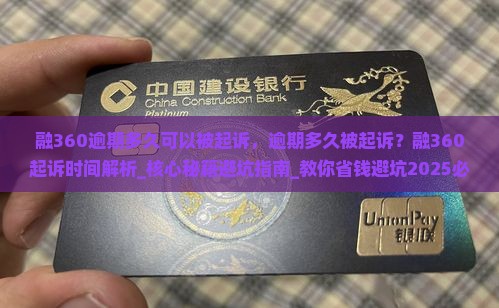 中国建设银行
China Construction Bank
Platinum
融360逾期多久可以被起诉，逾期多久被起诉？融360
起诉时间解析_核心秘籍避坑指南_教你省钱避坑2025必
UnionPay
银联